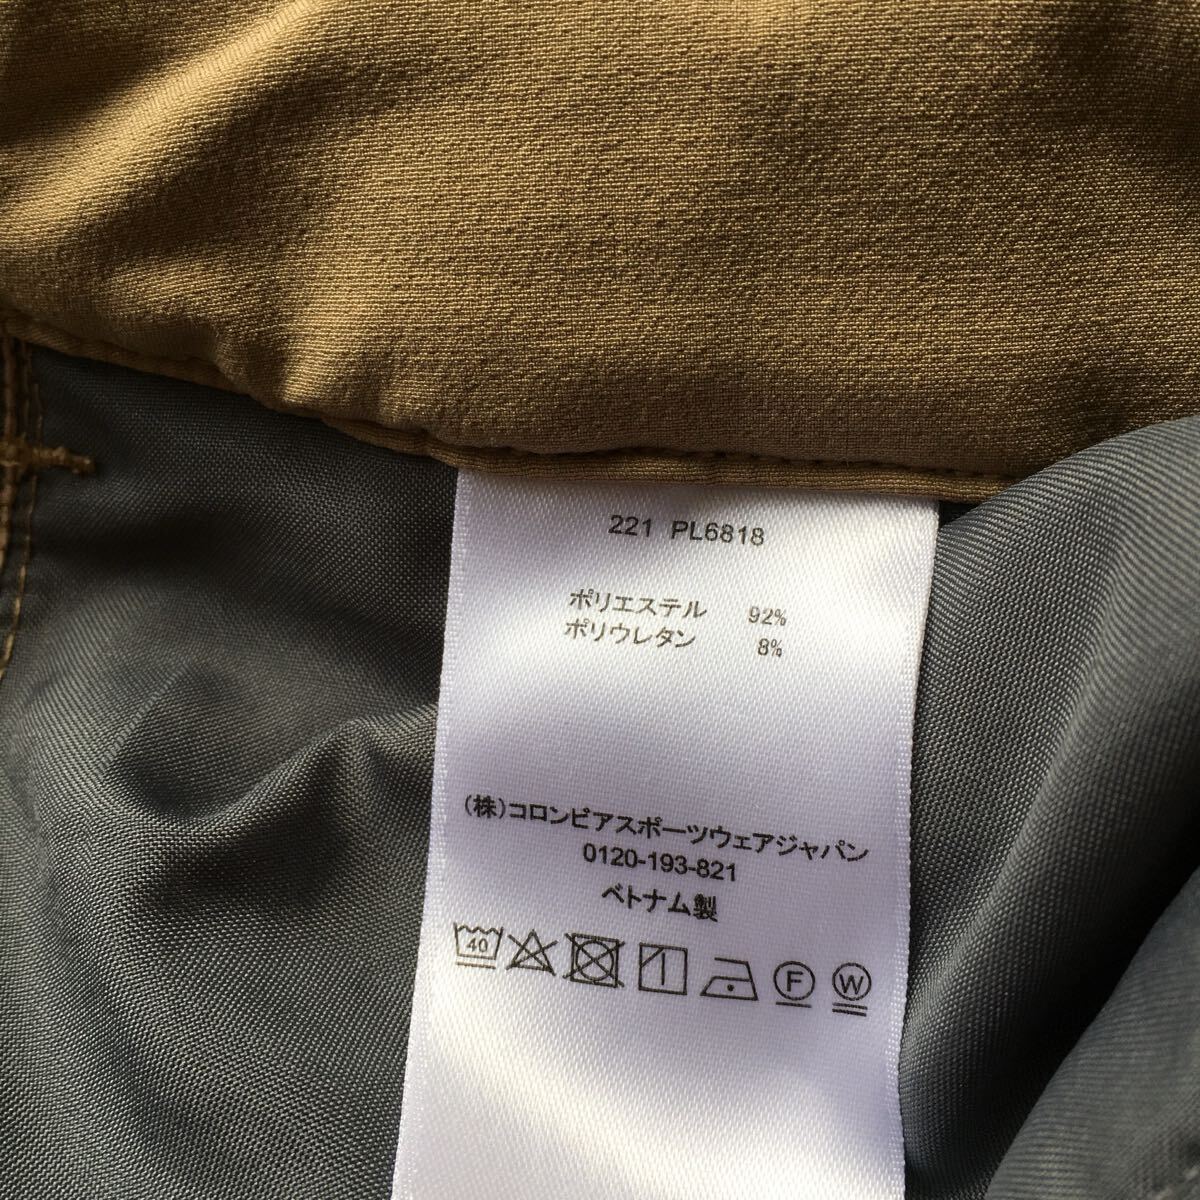 221 PL6818
ポリエステル 92%
ポリウレタン 8%
(株)コロンビアスポーツウェアジャパン
0120-193-821
ベトナム製
40 F W